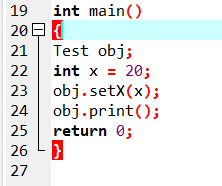 19 int main()
20 {
21 Test obj;
22 int x = 20;
23 obj.setX(x);
24 obj.print();
25 return 0;
26 }
27